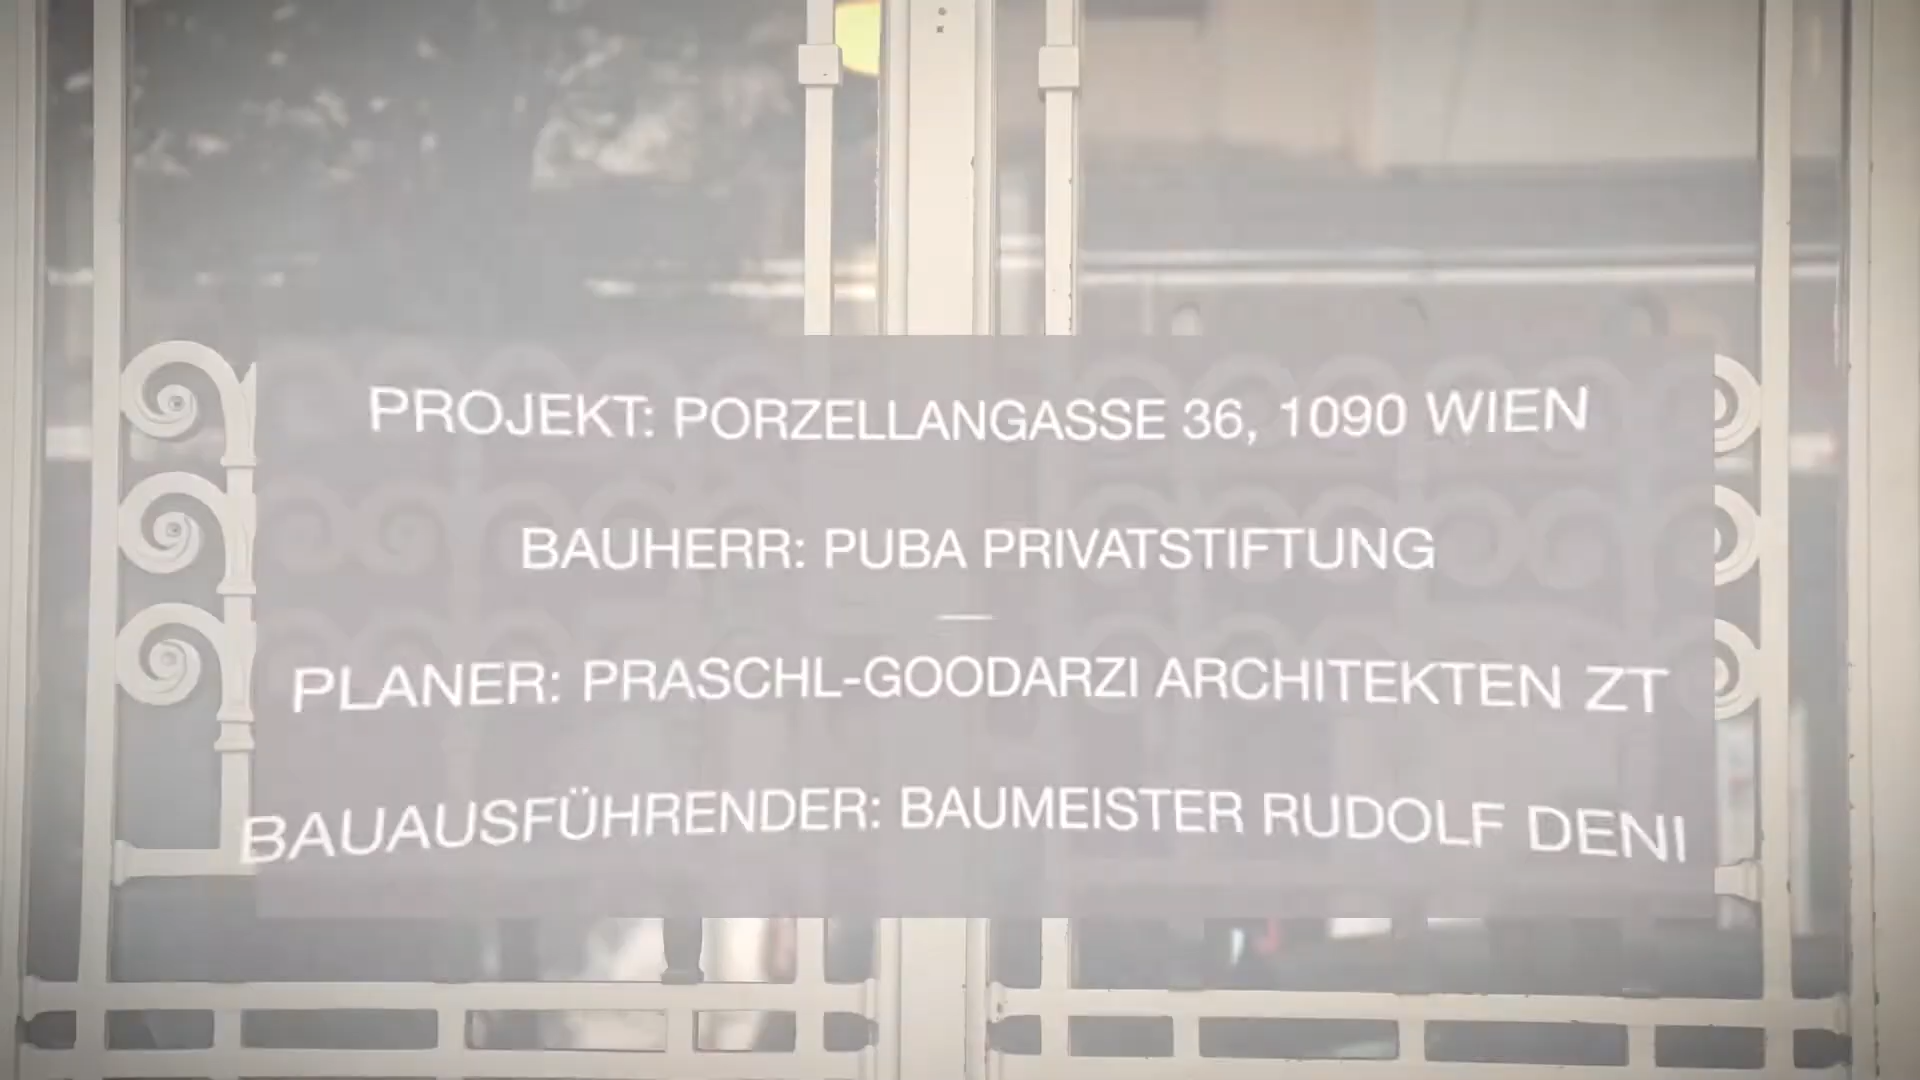 PROJEKT: PORZELLANGASSE 36, 1090 WIEN
BAUHERR: PUBA PRIVATSTIFTUNG
PLANER: PRASCHL-GOODARZI ARCHITEKTEN ZT
BAUAUSFÜHRENDER: BAUMEISTER RUDOLF DENI